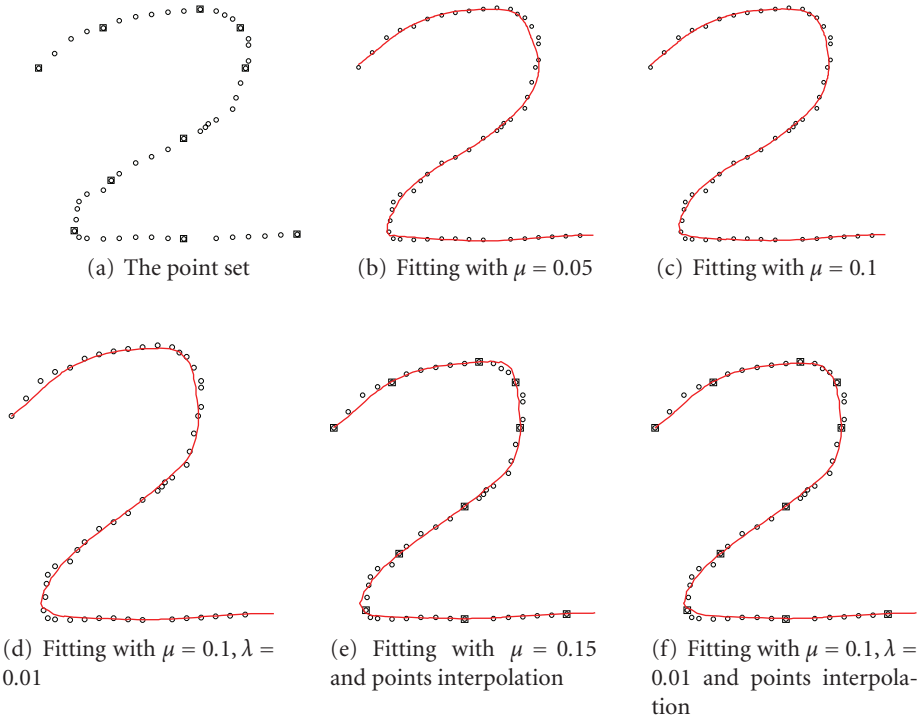 (a) The point set
(b) Fitting with μ = 0.05
(c) Fitting with μ = 0.1
(d) Fitting with μ = 0.1, λ =
0.01
(e) Fitting with μ = 0.15
and points interpolation
(f) Fitting with μ = 0.1, λ =
0.01 and points interpola-
tion